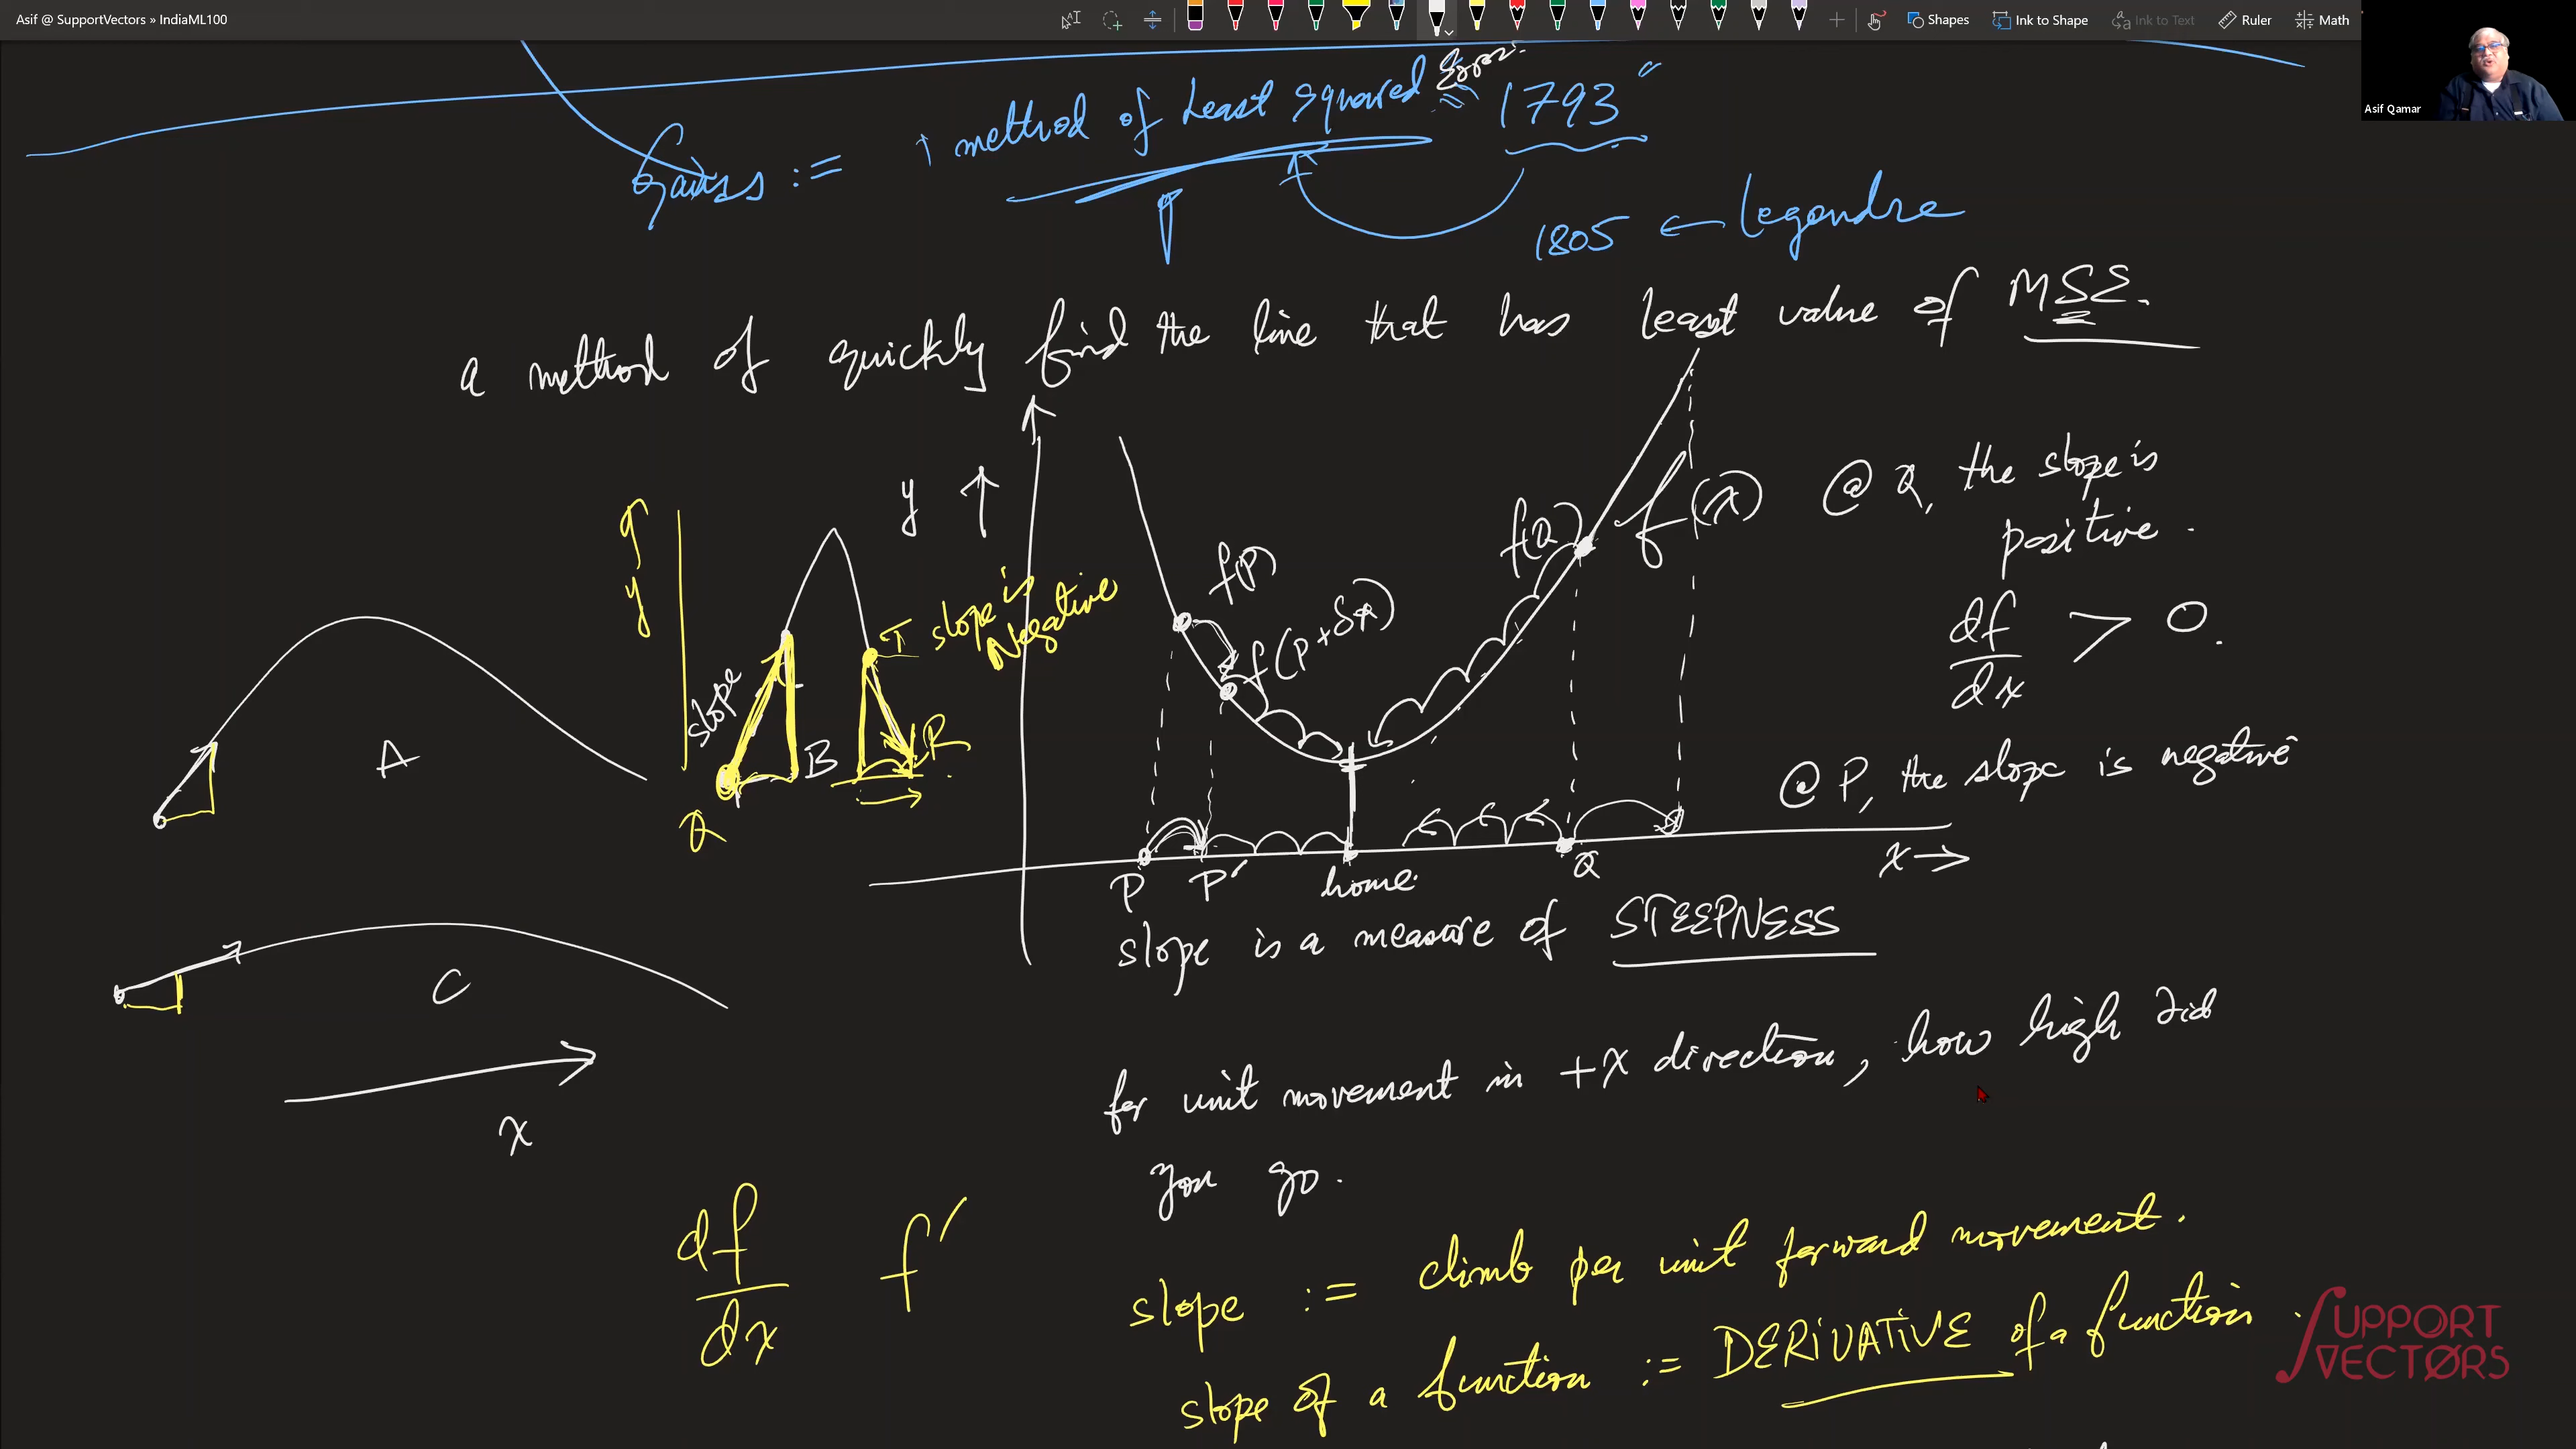 Asif @ SupportVectors » IndiaML100
Shapes
Ink to Shape
Ink to Text
Ruler
Math
Asif Qamar
Error
Gauss := method of Least Squared 1793
1805 ← Legendre
a method of quickly find the line that has least value of MSE.
y
f(x)
@ Q, the slope is
positive.
f(P)
f(Q)
f(P + δx)
df/dx > 0.
@ P, the slope is negative
y
slope is
Negative
T
slope
A
B
R
Q
P
P'
home.
Q
x →
slope is a measure of STEEPNESS
C
x
for unit movement in +x direction, how high did
you go.
df/dx f'
slope := climb per unit forward movement.
slope of a function := DERIVATIVE of a function.
SUPPORT
VECTORS